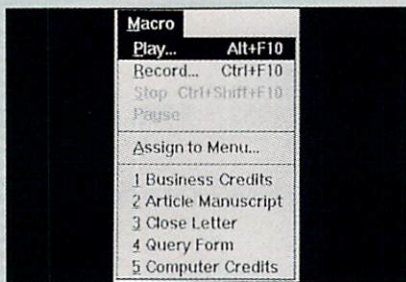 Macro
Play... Alt+F10
Record... Ctrl+F10
Stop Ctrl+Shift+F10
Pause
Assign to Menu...
1 Business Credits
2 Article Manuscript
3 Close Letter
4 Query Form
5 Computer Credits